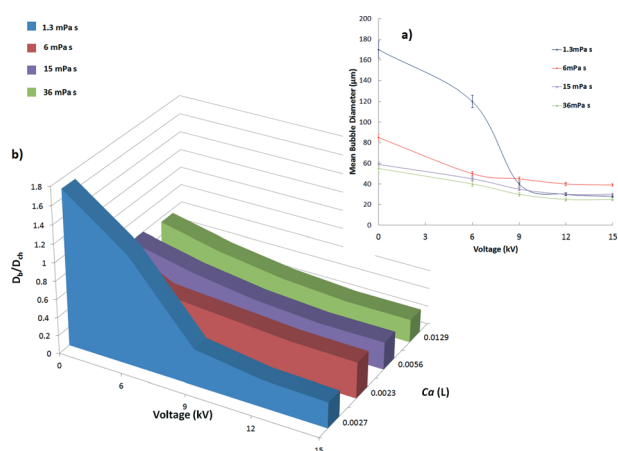 1.3 mPa s
6 mPa s
15 mPa s
36 mPa s
b)
D_b/D_ch
1.8
1.6
1.4
1.2
1
0.8
0.6
0.4
0.2
0
0
6
9
12
15
Voltage (kV)
0.0027
0.0023
0.0056
0.0129
Ca (L)
a)
Mean Bubble Diameter (µm)
200
180
160
140
120
100
80
60
40
20
0
0
3
6
9
12
15
Voltage (kV)
1.3mPa s
6mPa s
15 mPa s
36mPa s